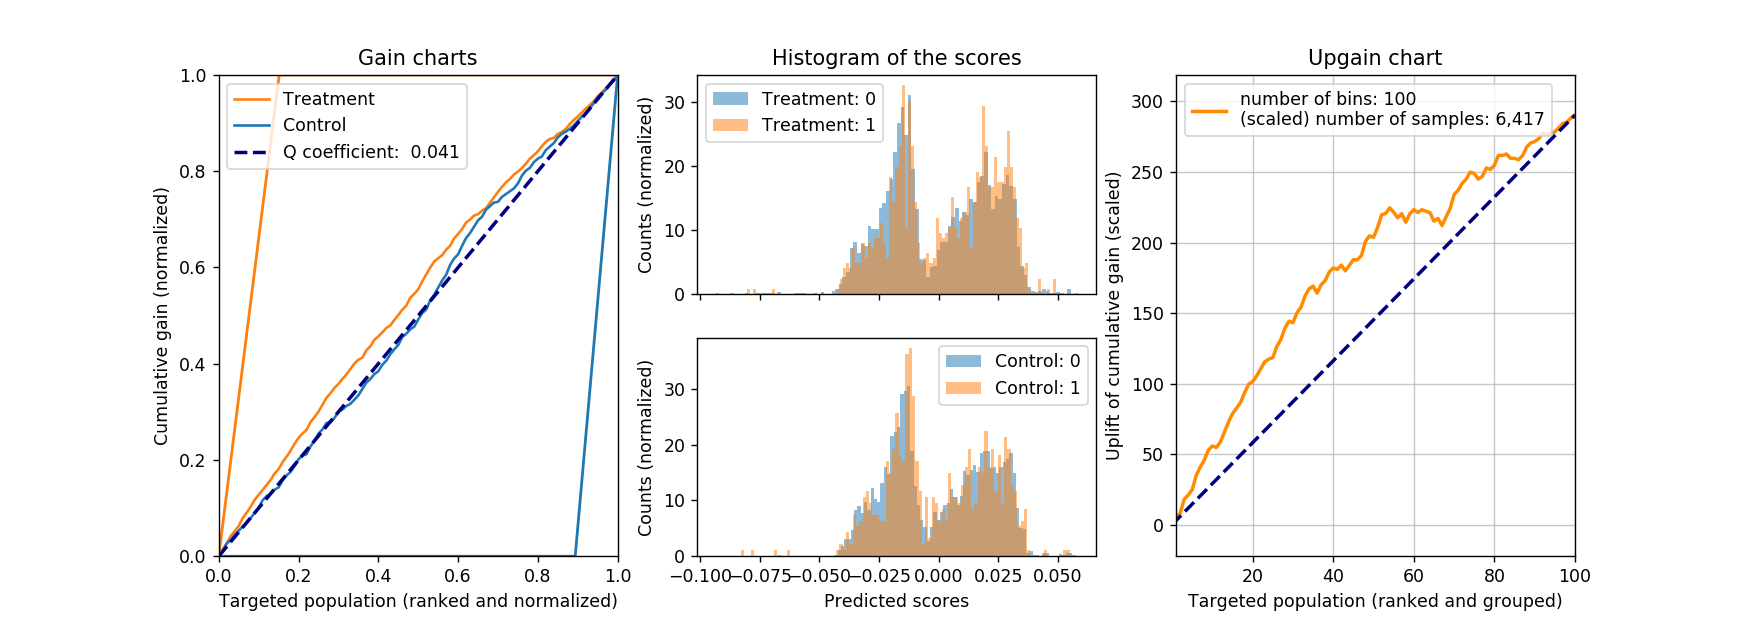 Gain charts
1.0
0.8
0.6
0.4
0.2
0.0
Cumulative gain (normalized)
Treatment
Control
Q coefficient:  0.041
0.0 0.2 0.4 0.6 0.8 1.0
Targeted population (ranked and normalized)
Histogram of the scores
30
20
10
0
Counts (normalized)
Treatment: 0
Treatment: 1
30
20
10
0
Counts (normalized)
Control: 0
Control: 1
−0.100 −0.075 −0.050 −0.025 0.000 0.025 0.050
Predicted scores
Upgain chart
300
250
200
150
100
50
0
Uplift of cumulative gain (scaled)
number of bins: 100
(scaled) number of samples: 6,417
20 40 60 80 100
Targeted population (ranked and grouped)